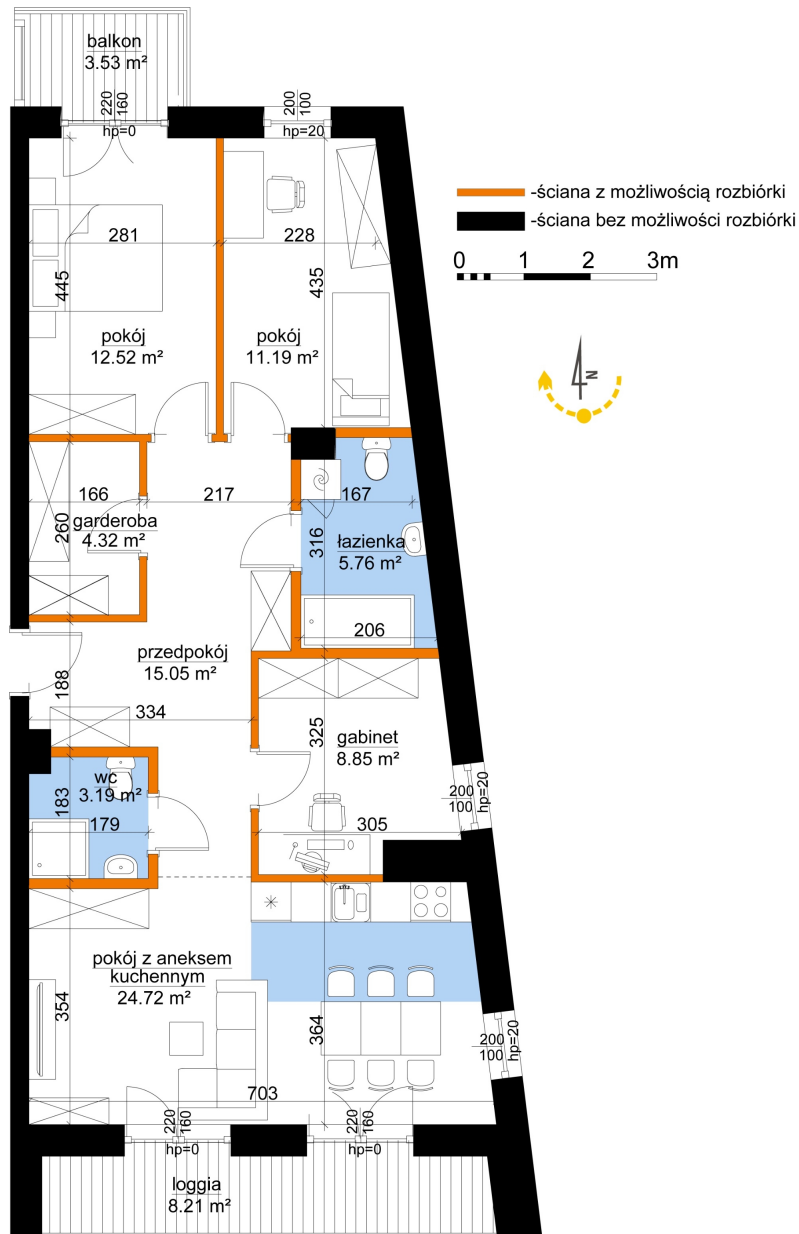 balkon
3.53 m²
220
160
hp=0
200
100
hp=20
-ściana z możliwością rozbiórki
-ściana bez możliwości rozbiórki
0 1 2 3m
N
281
228
445
435
pokój
12.52 m²
pokój
11.19 m²
166
217
167
garderoba
4.32 m²
260
316
łazienka
5.76 m²
206
przedpokój
15.05 m²
188
334
325
gabinet
8.85 m²
200
100
hp=20
wc
3.19 m²
183
179
305
pokój z aneksem
kuchennym
24.72 m²
354
364
200
100
hp=20
703
220
160
hp=0
220
160
hp=0
loggia
8.21 m²